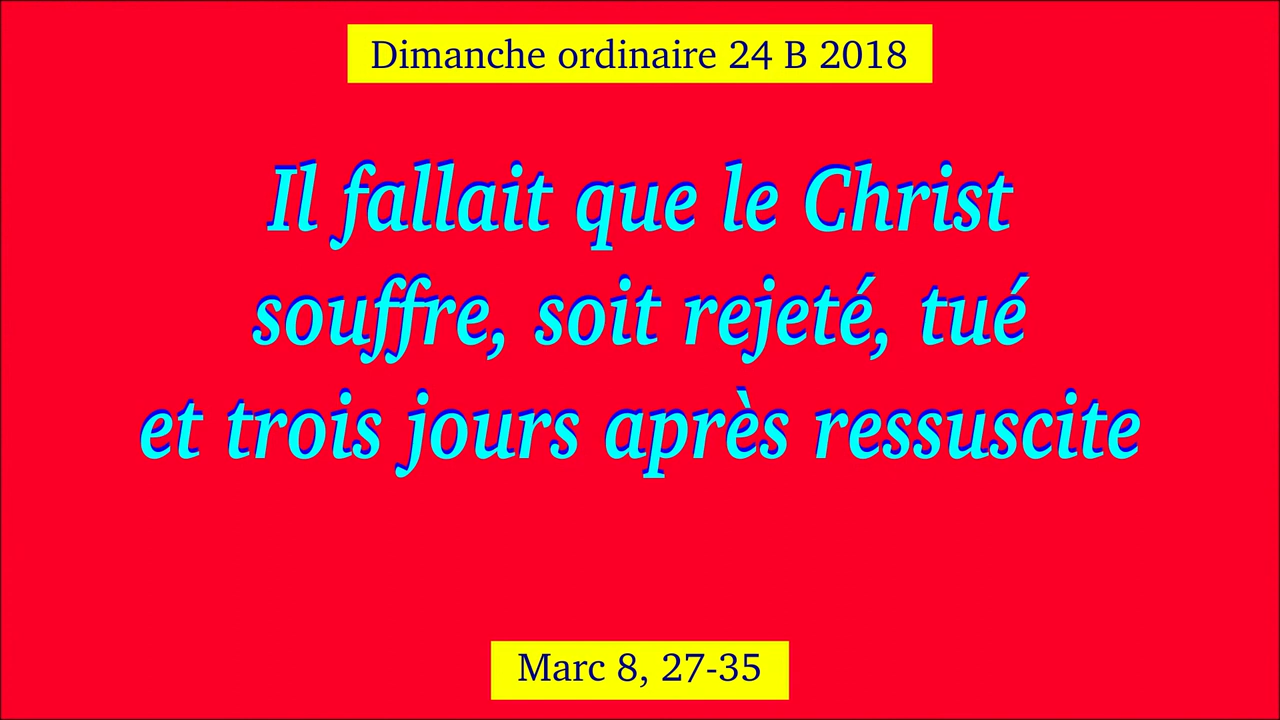 Dimanche ordinaire 24 B 2018
Il fallait que le Christ
souffre, soit rejeté, tué
et trois jours après ressuscite
Marc 8, 27-35